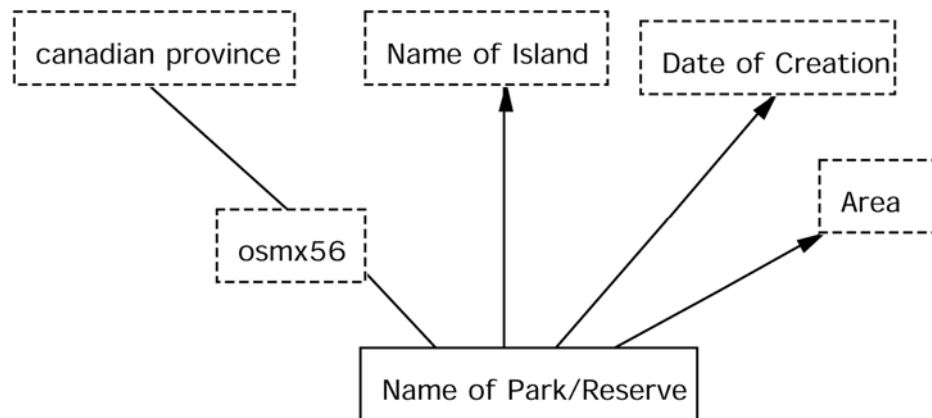 canadian province
Name of Island
Date of Creation
Area
osmx56
Name of Park/Reserve